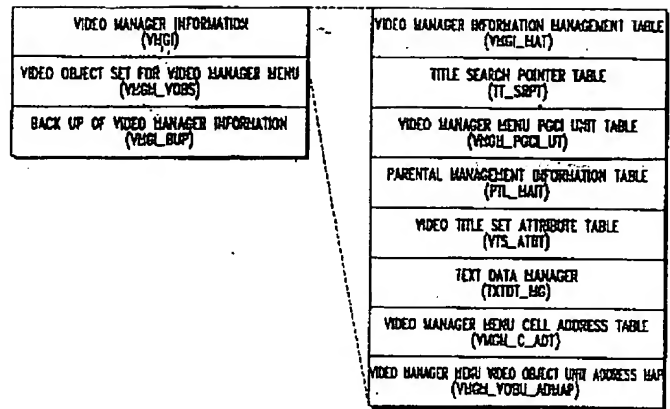 VIDEO MANAGER INFORMATION
(VMGI)
VIDEO OBJECT SET FOR VIDEO MANAGER MENU
(VMGM_VOBS)
BACK UP OF VIDEO MANAGER INFORMATION
(VMGI_BUP)
VIDEO MANAGER INFORMATION MANAGEMENT TABLE
(VMGI_MAT)
TITLE SEARCH POINTER TABLE
(TT_SRPT)
VIDEO MANAGER MENU PGCI UNIT TABLE
(VMGM_PGCI_UT)
PARENTAL MANAGEMENT INFORMATION TABLE
(PTL_MAIT)
VIDEO TITLE SET ATTRIBUTE TABLE
(VTS_ATRT)
TEXT DATA MANAGER
(TXTDT_MG)
VIDEO MANAGER MENU CELL ADDRESS TABLE
(VMGM_C_ADT)
VIDEO MANAGER MENU VIDEO OBJECT UNIT ADDRESS MAP
(VMGM_VOBU_ADMAP)